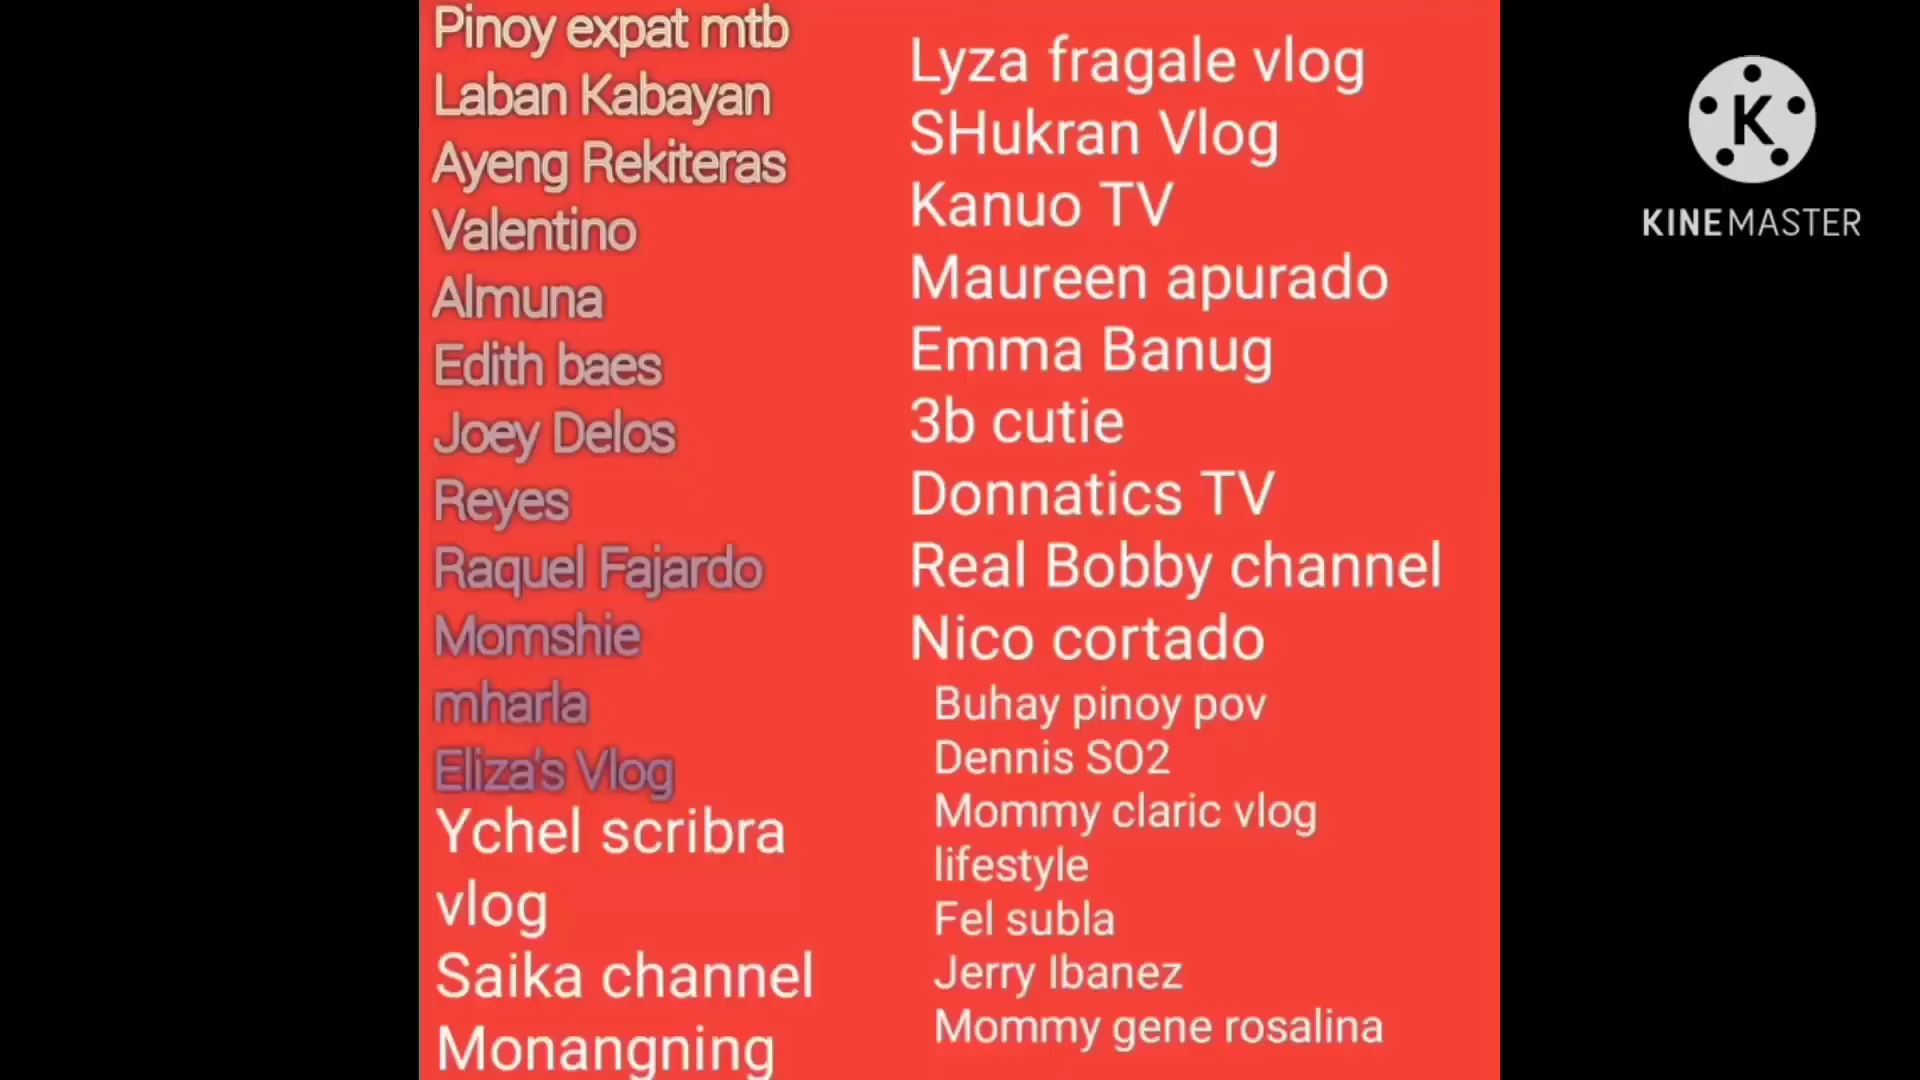 Pinoy expat mtb
Laban Kabayan
Ayeng Rekiteras
Valentino
Almuna
Edith baes
Joey Delos
Reyes
Raquel Fajardo
Momshie
mharla
Eliza's Vlog
Ychel scribra
vlog
Saika channel
Monangning
Lyza fragale vlog
SHukran Vlog
Kanuo TV
Maureen apurado
Emma Banug
3b cutie
Donnatics TV
Real Bobby channel
Nico cortado
Buhay pinoy pov
Dennis SO2
Mommy claric vlog
lifestyle
Fel subla
Jerry Ibanez
Mommy gene rosalina
K
KINEMASTER